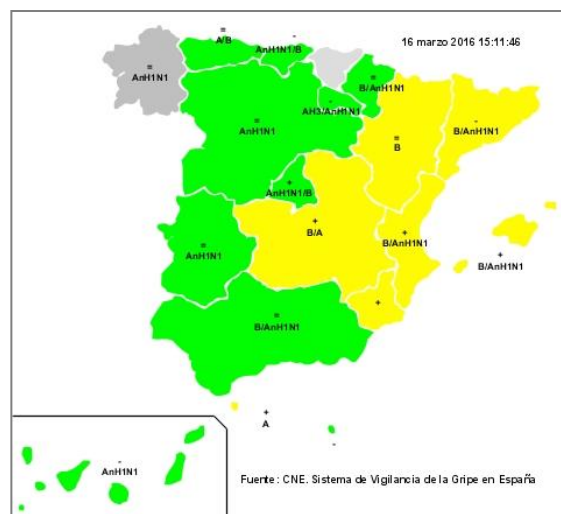 16 marzo 2016 15:11:46
=
A/B
-
AnH1N1/B
=
AnH1N1
=
B/AnH1N1
-
AH3/AnH1N1
=
AnH1N1
=
B
-
B/AnH1N1
+
AnH1N1/B
+
B/A
+
B/AnH1N1
+
B/AnH1N1
=
AnH1N1
+
=
B/AnH1N1
+
A
-
-
AnH1N1
Fuente: CNE. Sistema de Vigilancia de la Gripe en España